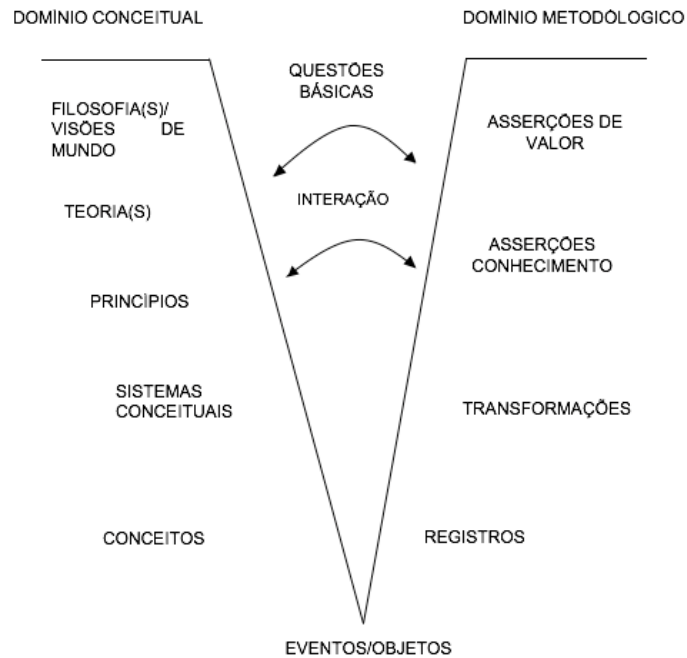 DOMÍNIO CONCEITUAL
DOMÍNIO METODÓLOGICO
QUESTÕES
BÁSICAS
FILOSOFIA(S)/
VISÕES DE
MUNDO
ASSERÇÕES DE
VALOR
INTERAÇÃO
TEORIA(S)
ASSERÇÕES
CONHECIMENTO
PRINCÍPIOS
SISTEMAS
CONCEITUAIS
TRANSFORMAÇÕES
CONCEITOS
REGISTROS
EVENTOS/OBJETOS